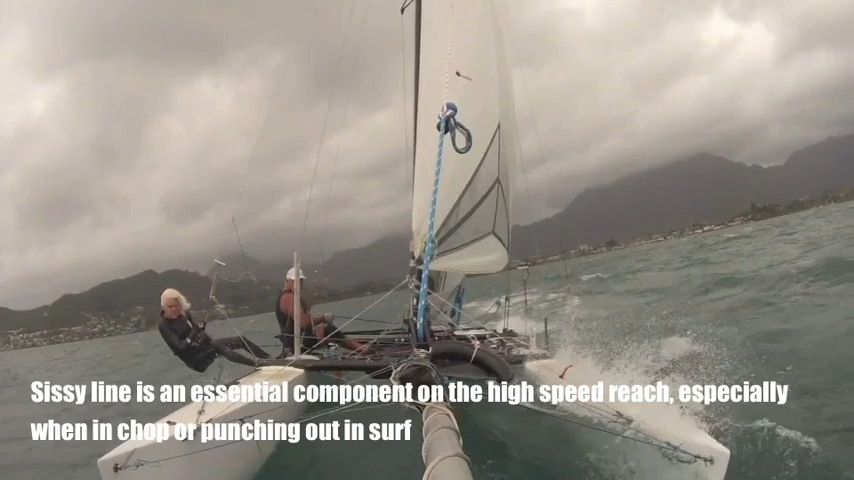 Sissy line is an essential component on the high speed reach, especially
when in chop or punching out in surf